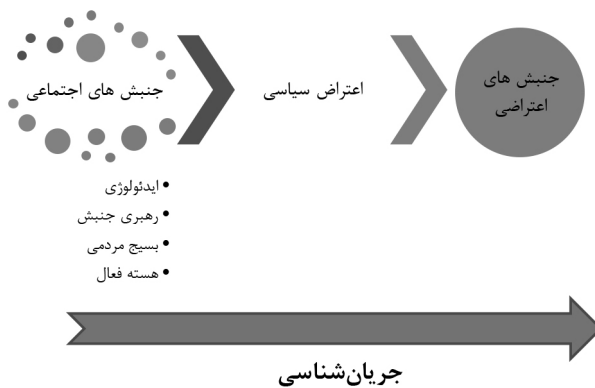 جنبش های اجتماعی
اعتراض سیاسی
جنبش های
اعتراضی
• ایدئولوژی
• رهبری جنبش
• بسیج مردمی
• هسته فعال
جریان‌شناسی